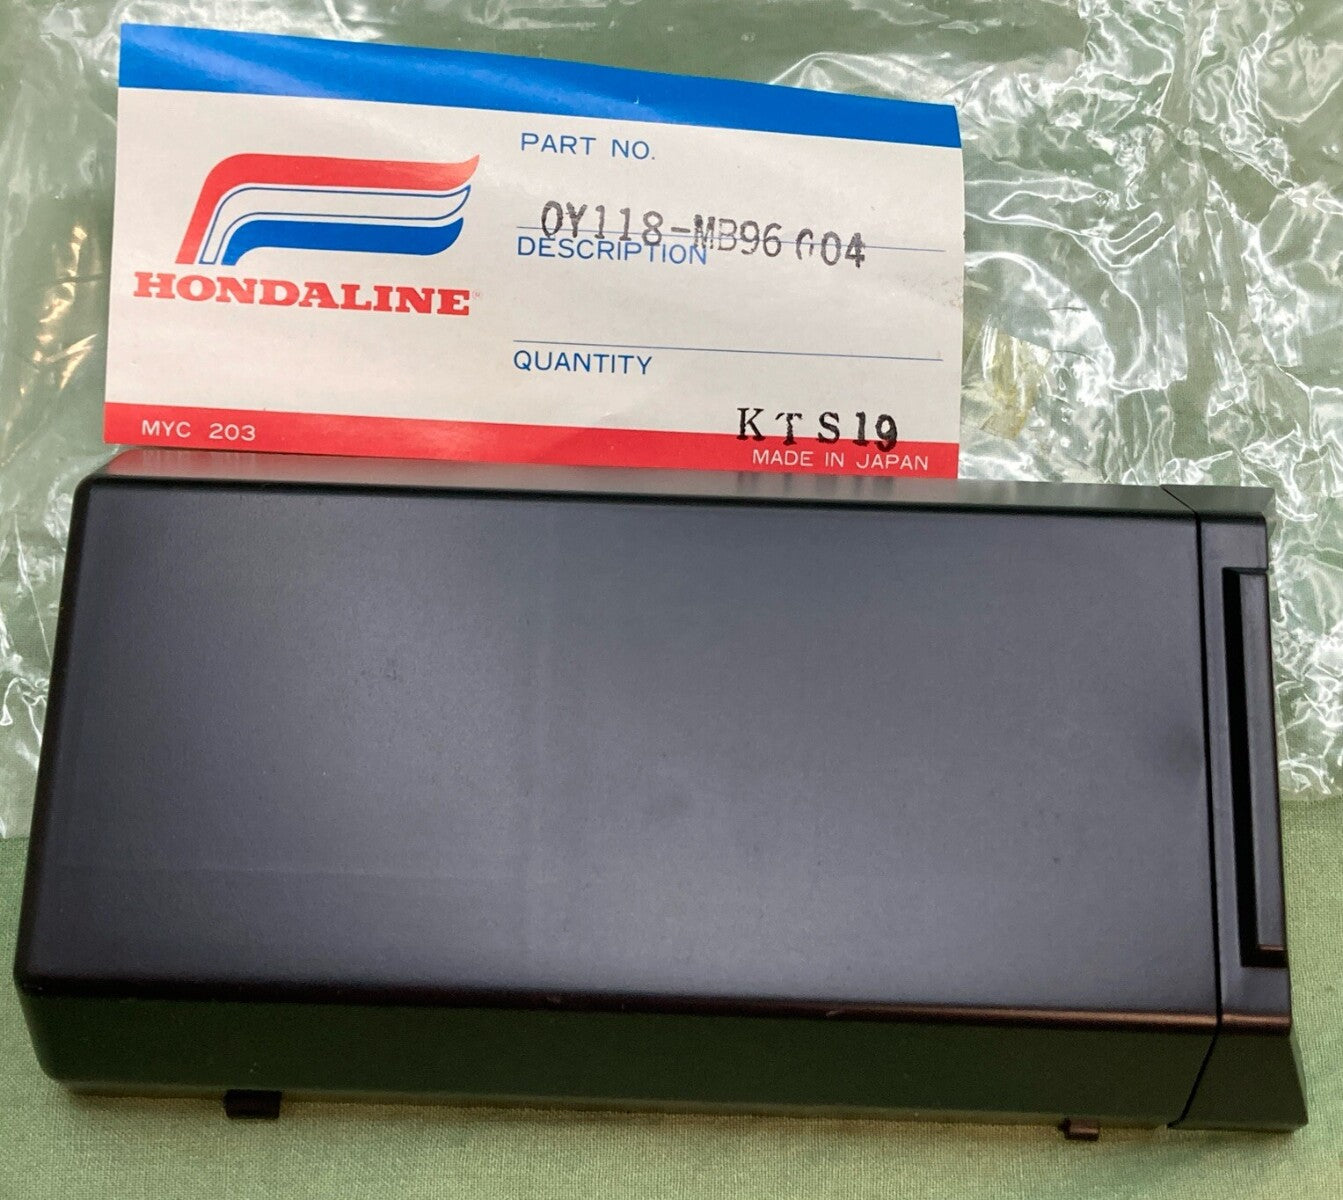 PART NO.
0Y118-MB96 004
DESCRIPTION
HONDALINE®
QUANTITY
KTS19
MYC 203
MADE IN JAPAN